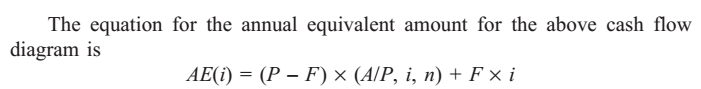 The equation for the annual equivalent amount for the above cash flow
diagram is
AE(i) = (P – F) × (A/P, i, n) + F × i